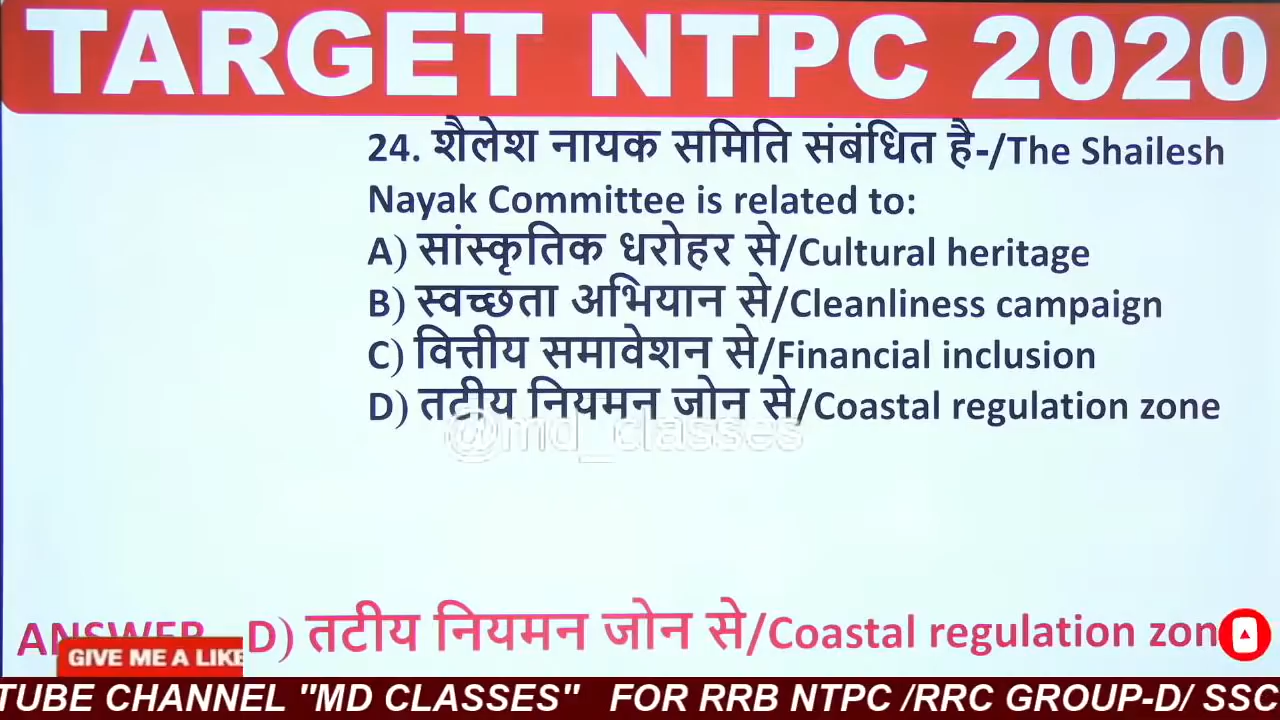 TARGET NTPC 2020
24. शैलेश नायक समिति संबंधित है-/The Shailesh
Nayak Committee is related to:
A) सांस्कृतिक धरोहर से/Cultural heritage
B) स्वच्छता अभियान से/Cleanliness campaign
C) वित्तीय समावेशन से/Financial inclusion
D) तटीय नियमन जोन से/Coastal regulation zone
@md_classes
ANSWER D) तटीय नियमन जोन से/Coastal regulation zon
GIVE ME A LIKE
TUBE CHANNEL "MD CLASSES" FOR RRB NTPC /RRC GROUP-D/ SSC